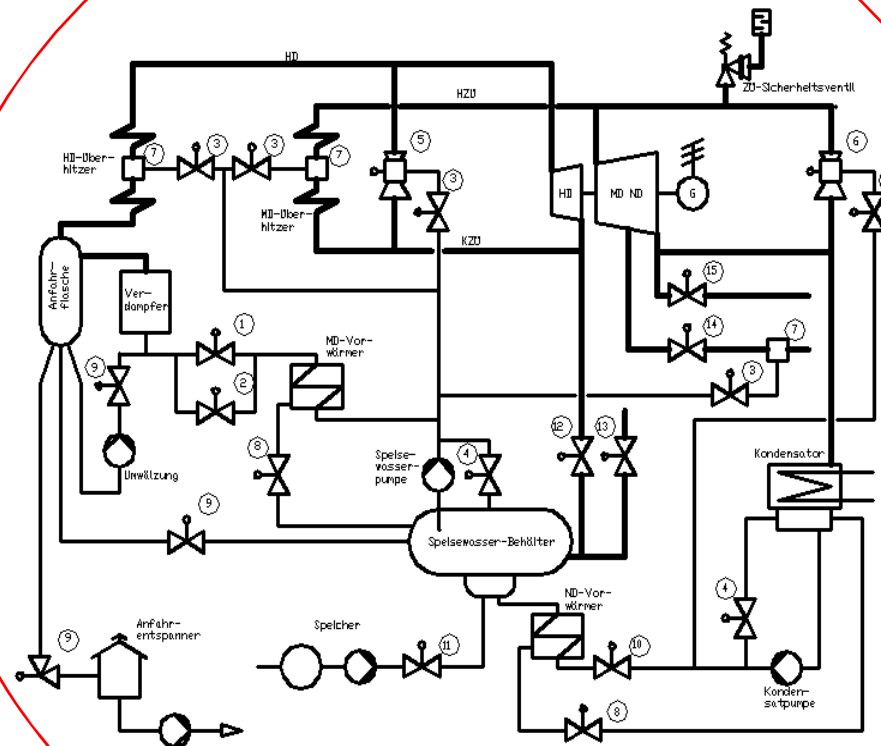 HD
HZÜ
ZÜ-Sicherheitsventil
3
3
5
6
HD-Über-
hitzer
7
7
3
HD
MD ND
G
MD-Über-
hitzer
KZÜ
Anfahr-
flasche
Ver-
dampfer
15
1
MD-Vor-
wärmer
14
7
9
2
3
8
Speise-
wasser-
pumpe
4
12
13
Kondensator
Umwälzung
9
Speisewasser-Behälter
ND-Vor-
wärmer
4
9
Anfahr-
entspanner
Speicher
11
10
Konden-
satpumpe
8